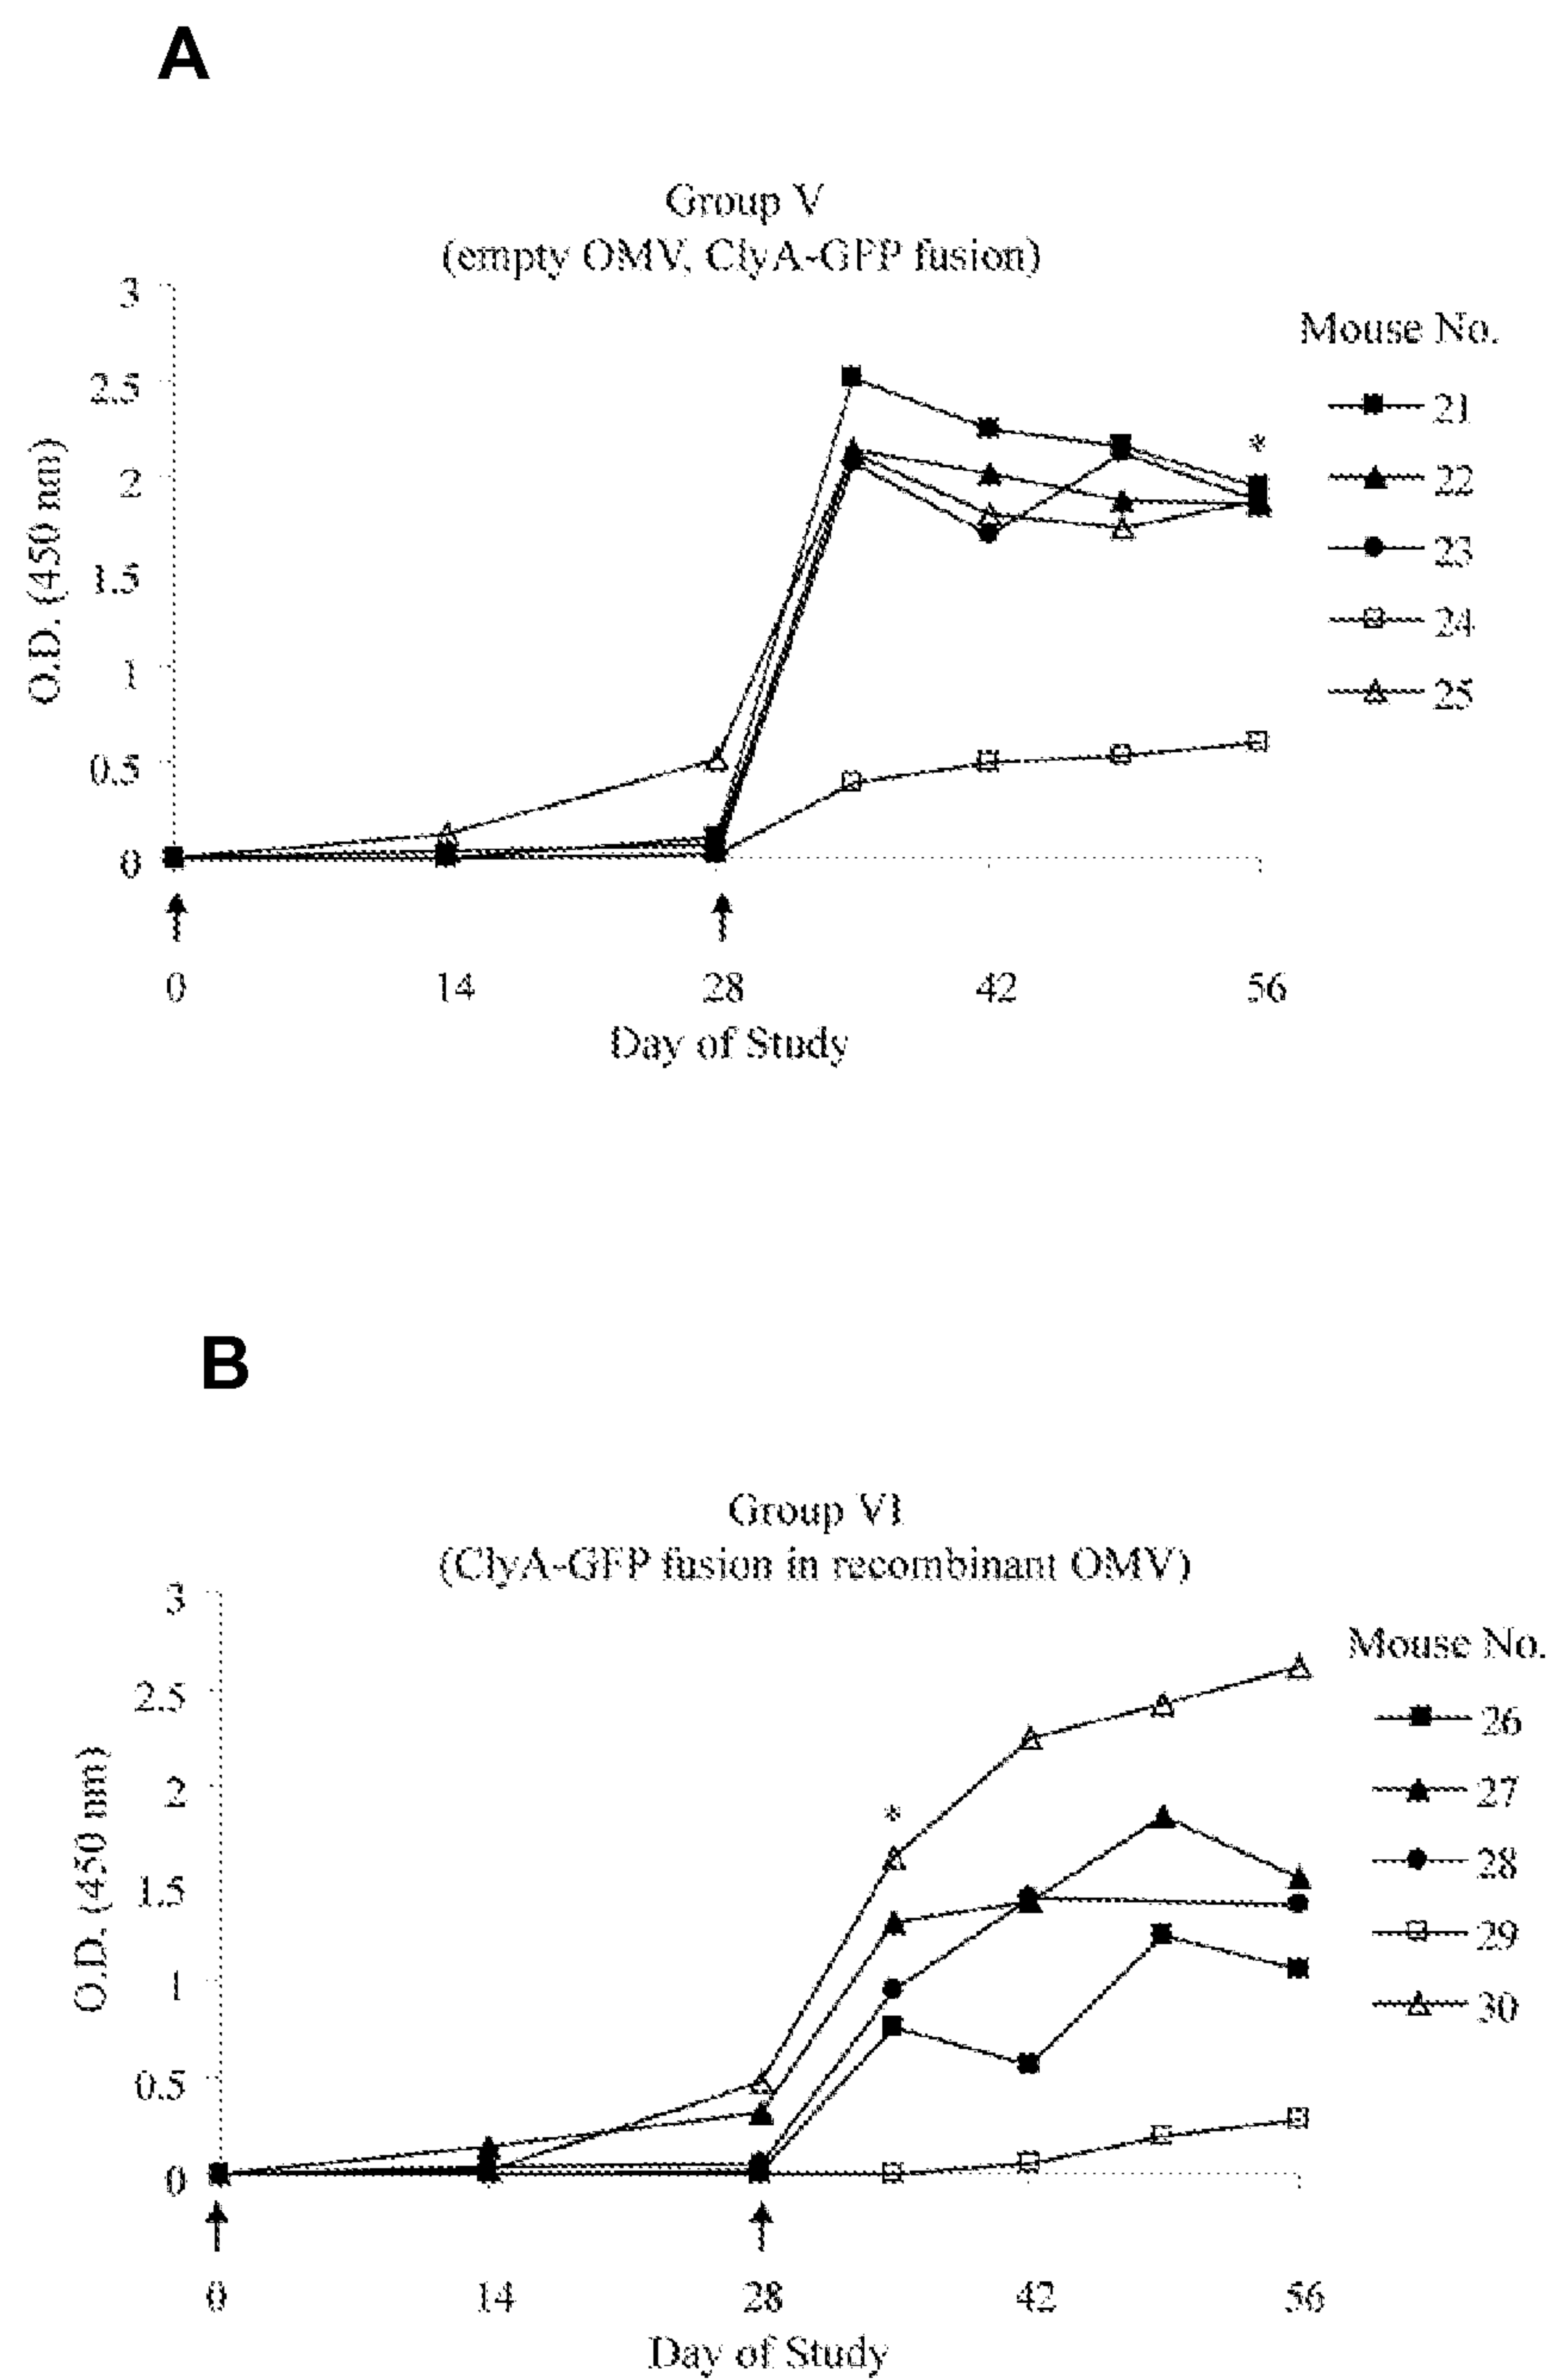 A
Group V
(empty OMV, ClyA-GFP fusion)
3
2.5
2
1.5
1
0.5
0
O.D. (450 nm)
Mouse No.
21
22
23
24
25
*
0 14 28 42 56
Day of Study
B
Group VI
(ClyA-GFP fusion in recombinant OMV)
3
2.5
2
1.5
1
0.5
0
O.D. (450 nm)
Mouse No.
26
27
28
29
30
*
0 14 28 42 56
Day of Study